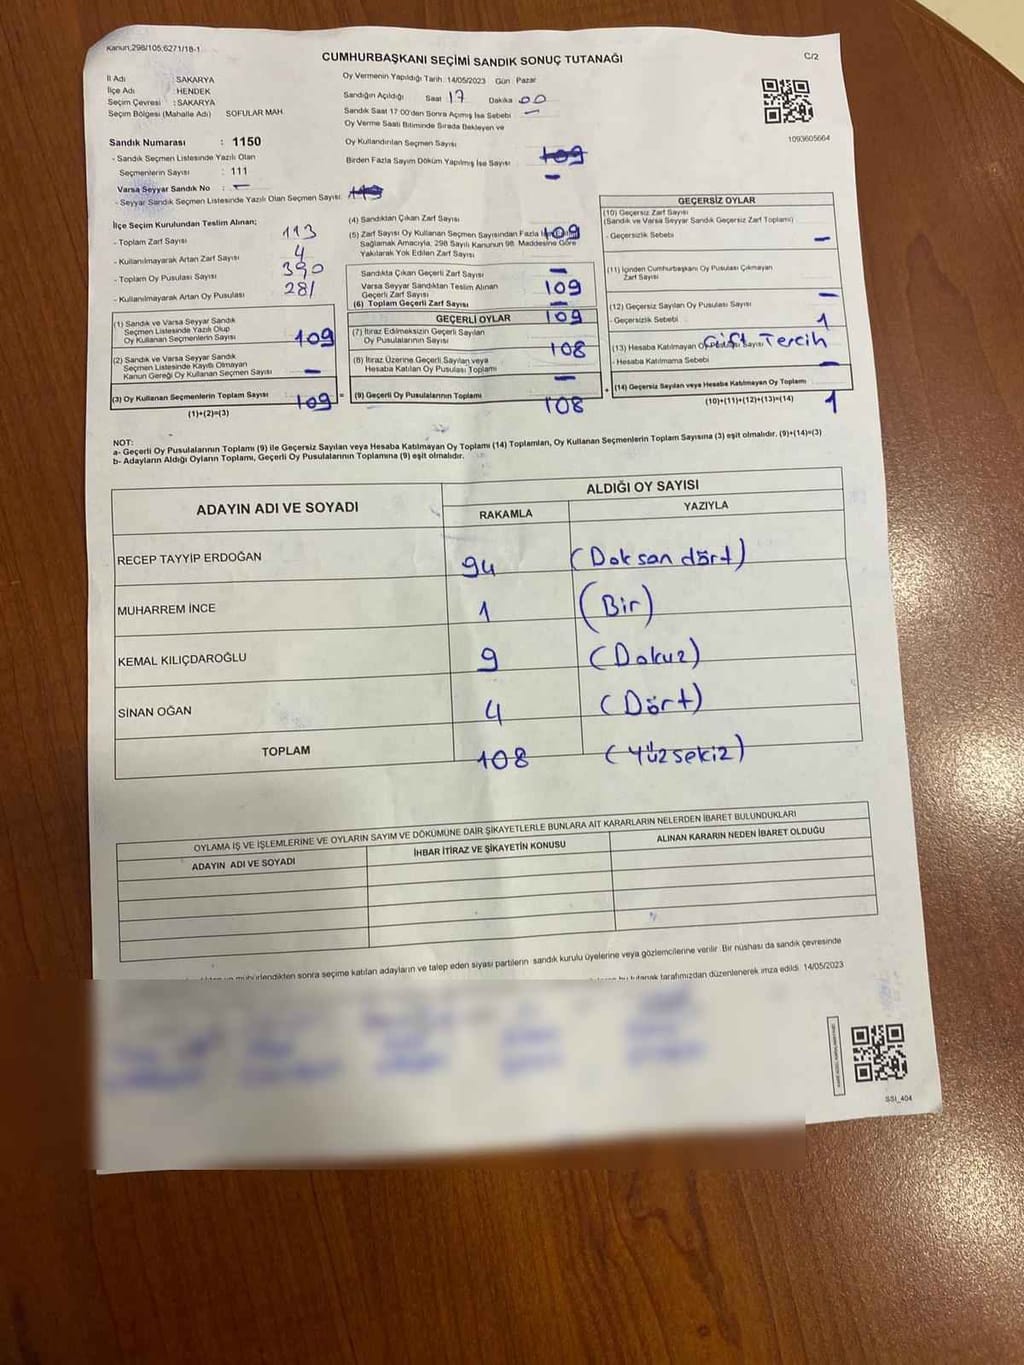 Kanun;298/105;6271/18-1
CUMHURBAŞKANI SEÇİMİ SANDIK SONUÇ TUTANAĞI
C/2
İl Adı : SAKARYA
İlçe Adı : HENDEK
Seçim Çevresi : SAKARYA
Seçim Bölgesi (Mahalle Adı) SOFULAR MAH.
Oy Vermenin Yapıldığı Tarih: 14/05/2023 Gün : Pazar
Sandığın Açıldığı Saat 17 Dakika 00
Sandık Saat 17:00'den Sonra Açımış İse Sebebi —
Oy Verme Saati Bitiminde Sırada Bekleyen ve
Oy Kullandırılan Seçmen Sayısı
109
Birden Fazla Sayım Döküm Yapılmış İse Sayısı —
1093605664
Sandık Numarası : 1150
- Sandık Seçmen Listesinde Yazılı Olan
Seçmenlerin Sayısı : 111
Varsa Seyyar Sandık No : —
- Seyyar Sandık Seçmen Listesinde Yazılı Olan Seçmen Sayısı:
İlçe Seçim Kurulundan Teslim Alınan;
- Toplam Zarf Sayısı 113
- Kullanılmayarak Artan Zarf Sayısı 4
- Toplam Oy Pusulası Sayısı 390
- Kullanılmayarak Artan Oy Pusulası 281
(1) Sandık ve Varsa Seyyar Sandık
Seçmen Listesinde Yazılı Olup
Oy Kullanan Seçmenlerin Sayısı 109
(2) Sandık ve Varsa Seyyar Sandık
Seçmen Listesinde Kayıtlı Olmayan
Kanun Gereği Oy Kullanan Seçmen Sayısı —
(3) Oy Kullanan Seçmenlerin Toplam Sayısı 109 =
(1)+(2)=(3)
(4) Sandıktan Çıkan Zarf Sayısı 109
(5) Zarf Sayısı Oy Kullanan Seçmen Sayısından Fazla
Sağlamak Amacıyla, 298 Sayılı Kanunun 98. Maddesine Göre
Yakılarak Yok Edilen Zarf Sayısı —
Sandıkta Çıkan Geçerli Zarf Sayısı 109
Varsa Seyyar Sandıktan Teslim Alınan
Geçerli Zarf Sayısı —
(6) Toplam Geçerli Zarf Sayısı 109
GEÇERLİ OYLAR
(7) İtiraz Edilmeksizin Geçerli Sayılan
Oy Pusulalarının Sayısı 108
(8) İtiraz Üzerine Geçerli Sayılan veya
Hesaba Katılan Oy Pusulası Toplamı —
(9) Geçerli Oy Pusulalarının Toplamı 108 +
GEÇERSİZ OYLAR
(10) Geçersiz Zarf Sayısı
(Sandık ve Varsa Seyyar Sandık Geçersiz Zarf Toplamı)
- Geçersizlik Sebebi —
(11) İçinden Cumhurbaşkanı Oy Pusulası Çıkmayan
Zarf Sayısı —
(12) Geçersiz Sayılan Oy Pusulası Sayısı 1
- Geçersizlik Sebebi Çift Tercih
(13) Hesaba Katılmayan Oy Pusulası Sayısı
- Hesaba Katılmama Sebebi —
(14) Geçersiz Sayılan veya Hesaba Katılmayan Oy Toplamı 1
(10)+(11)+(12)+(13)=(14)
NOT:
a- Geçerli Oy Pusulalarının Toplamı (9) ile Geçersiz Sayılan veya Hesaba Katılmayan Oy Toplamı (14) Toplamları, Oy Kullanan Seçmenlerin Toplam Sayısına (3) eşit olmalıdır. (9)+(14)=(3)
b- Adayların Aldığı Oyların Toplamı, Geçerli Oy Pusulalarının Toplamına (9) eşit olmalıdır.
ADAYIN ADI VE SOYADI
ALDIĞI OY SAYISI
RAKAMLA YAZIYLA
RECEP TAYYİP ERDOĞAN 94 (Doksan dört)
MUHARREM İNCE 1 (Bir)
KEMAL KILIÇDAROĞLU 9 (Dokuz)
SİNAN OĞAN 4 (Dört)
TOPLAM 108 (Yüzsekiz)
OYLAMA İŞ VE İŞLEMLERİNE VE OYLARIN SAYIM VE DÖKÜMÜNE DAİR ŞİKAYETLERLE BUNLARA AİT KARARLARIN NELERDEN İBARET BULUNDUKLARI
ADAYIN ADI VE SOYADI İHBAR İTİRAZ VE ŞİKAYETİN KONUSU ALINAN KARARIN NEDEN İBARET OLDUĞU
mühürlendikten sonra seçime katılan adayların ve talep eden siyasi partilerin sandık kurulu üyelerine veya gözlemcilerine verilir. Bir nüshası da sandık çevresinde
bu tutanak tarafımızdan düzenlenerek imza edildi. 14/05/2023
SSI_404